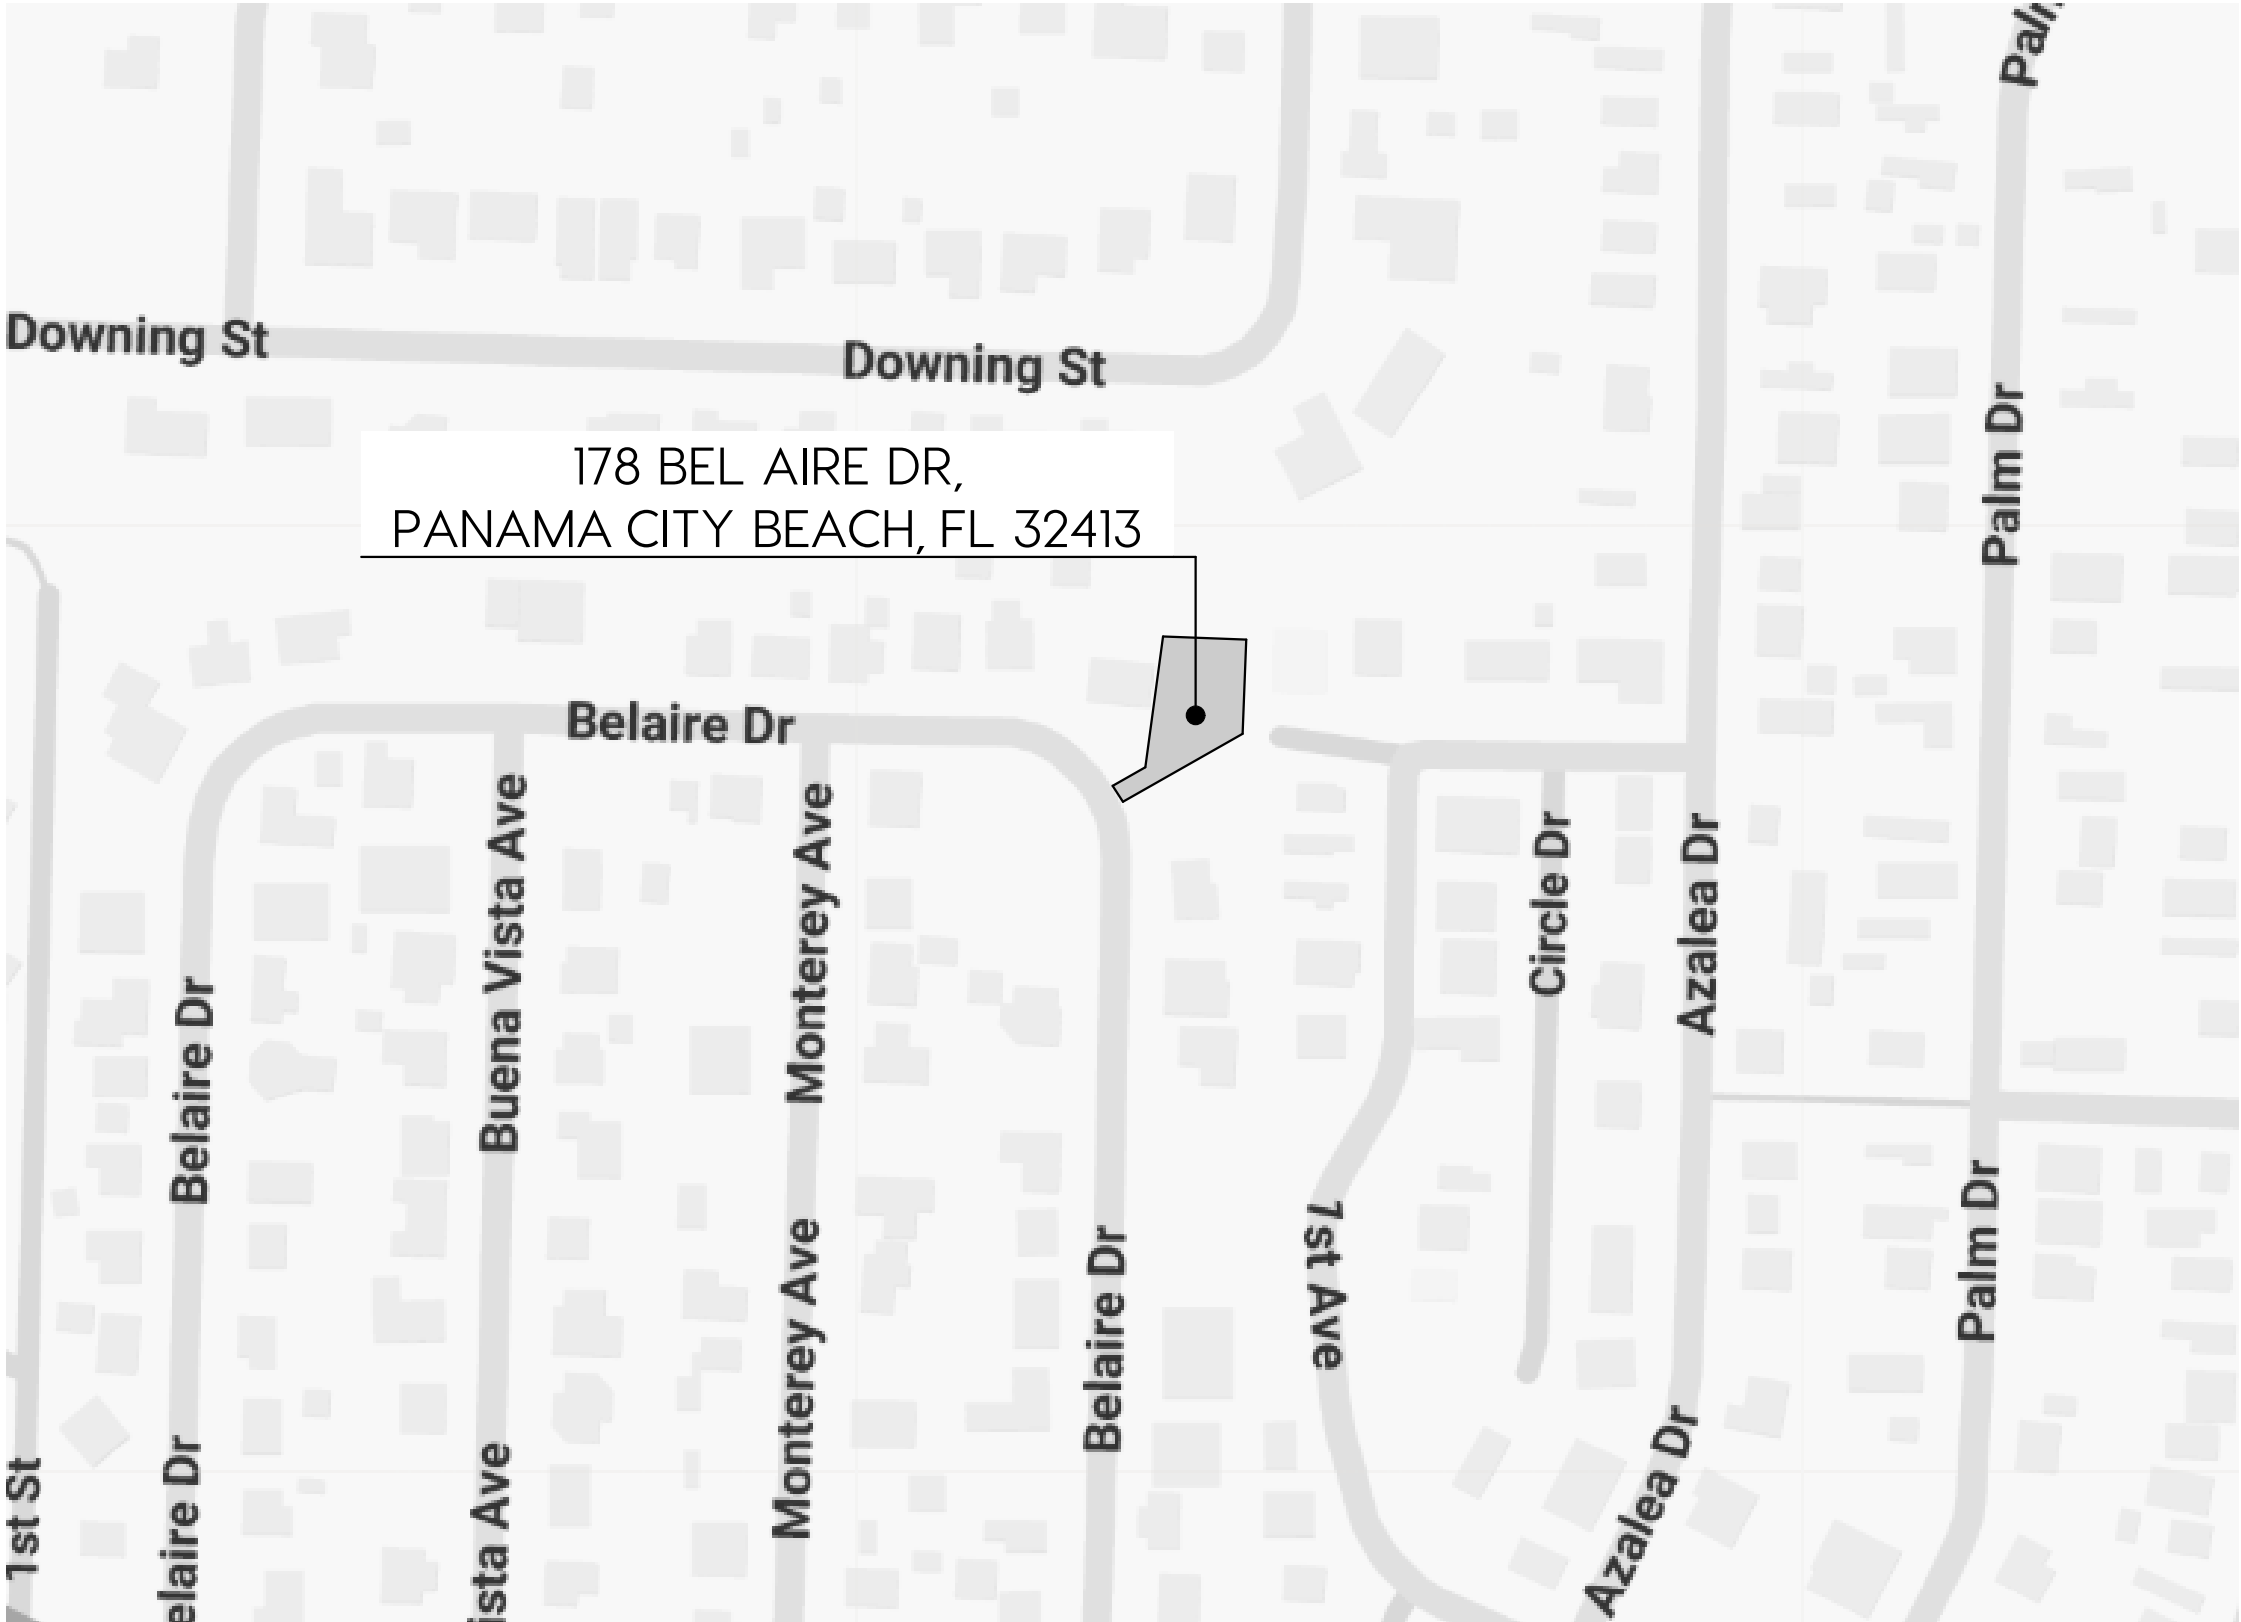 Palm
Downing St
Downing St
178 BEL AIRE DR,
PANAMA CITY BEACH, FL 32413
Palm Dr
Belaire Dr
Buena Vista Ave
Monterey Ave
Circle Dr
Azalea Dr
Belaire Dr
Palm Dr
1st Ave
Monterey Ave
Belaire Dr
Azalea Dr
1st St
elaire Dr
ista Ave